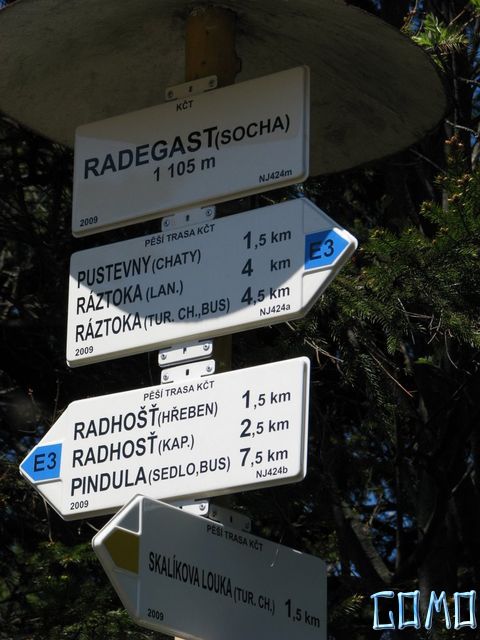 KČT
RADEGAST(SOCHA)
1 105 m
2009 NJ424m
PĚŠÍ TRASA KČT
PUSTEVNY(CHATY) 1,5 km
RÁZTOKA(LAN.) 4 km
RÁZTOKA(TUR. CH.,BUS) 4,5 km
2009 NJ424a
E3
PĚŠÍ TRASA KČT
RADHOŠŤ(HŘEBEN) 1,5 km
RADHOSŤ(KAP.) 2,5 km
PINDULA(SEDLO,BUS) 7,5 km
2009 NJ424b
E3
PĚŠÍ TRASA KČT
SKALÍKOVA LOUKA(TUR. CH.) 1,5 km
2009
GOMO